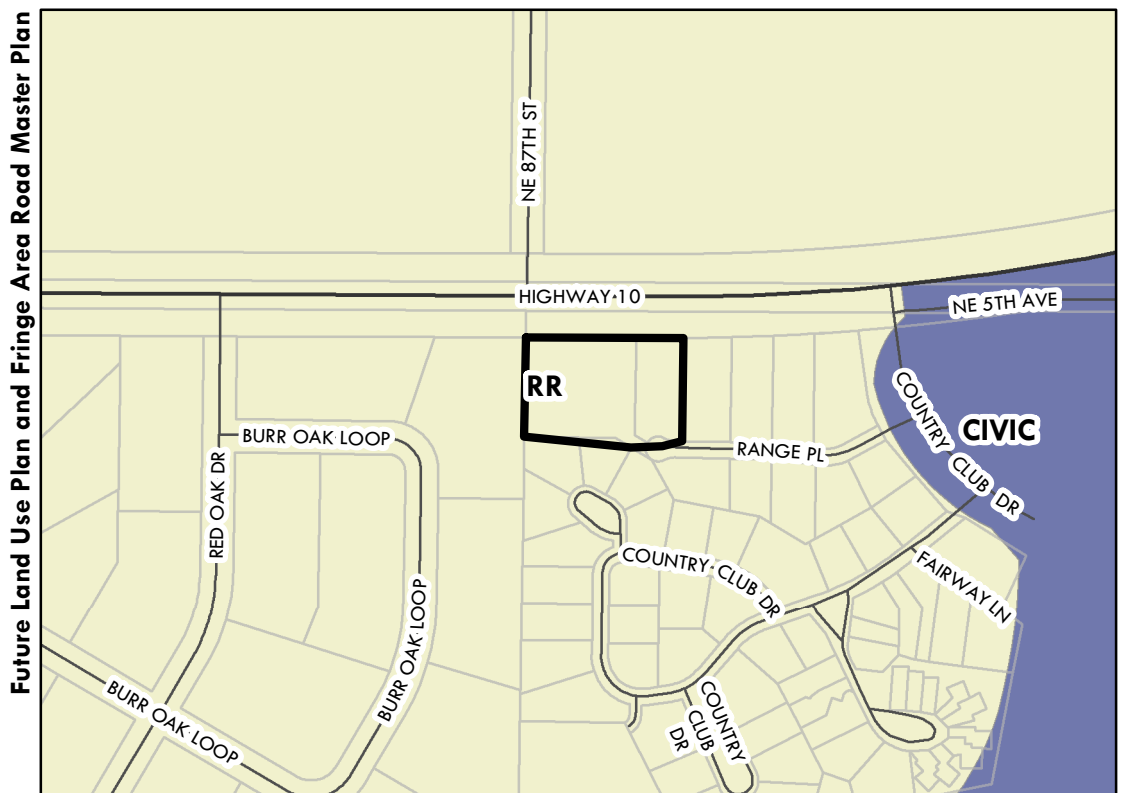 Future Land Use Plan and Fringe Area Road Master Plan
NE 87TH ST
HIGHWAY 10
NE 5TH AVE
RR
COUNTRY CLUB DR
CIVIC
BURR OAK LOOP
RANGE PL
RED OAK DR
COUNTRY CLUB DR
FAIRWAY LN
BURR OAK LOOP
BURR OAK LOOP
COUNTRY
CLUB
DR